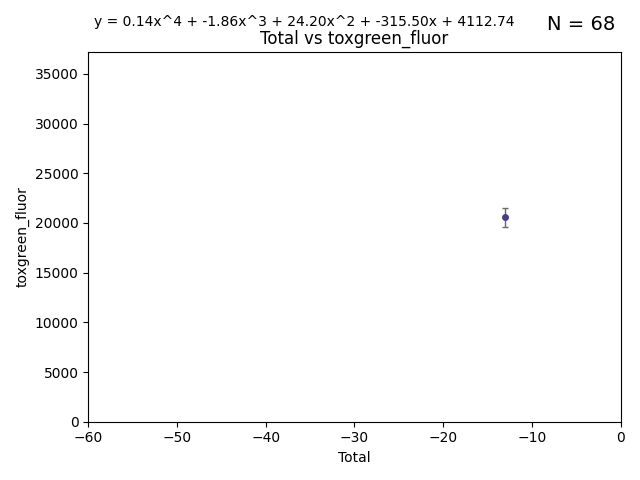 y = 0.14x^4 + -1.86x^3 + 24.20x^2 + -315.50x + 4112.74
N = 68
Total vs toxgreen_fluor
35000
30000
25000
20000
15000
10000
5000
0
toxgreen_fluor
−60 −50 −40 −30 −20 −10 0
Total